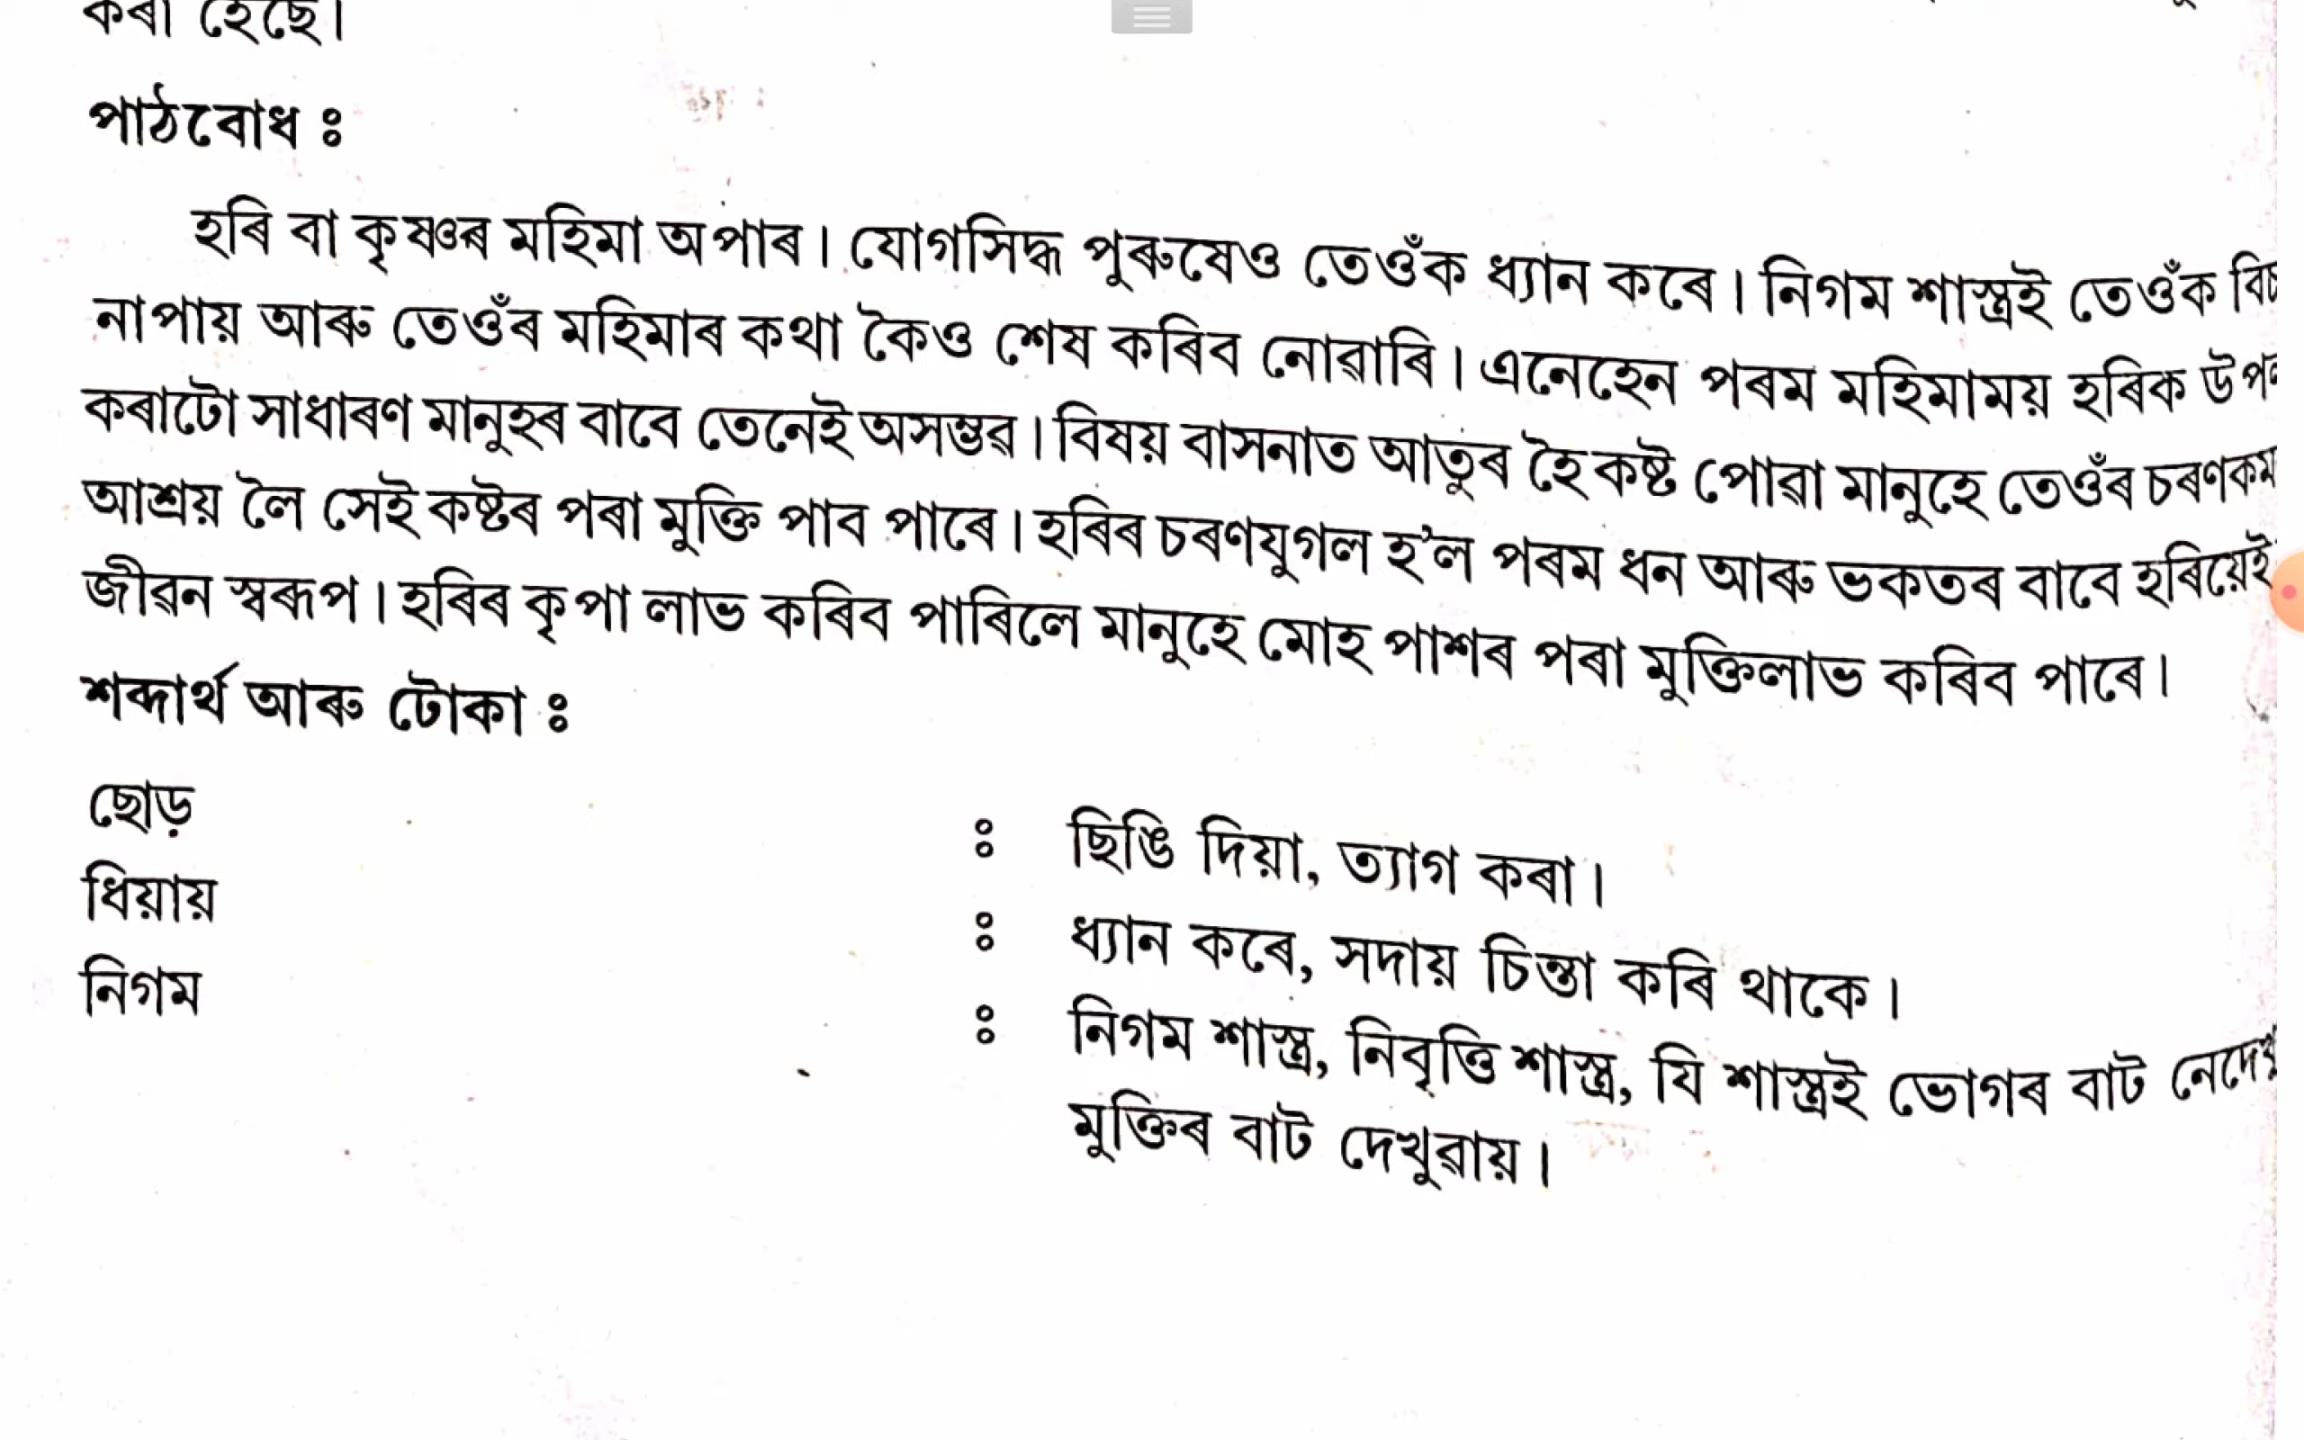 কৰা হৈছে।
পাঠবোধ ঃ
হৰি বা কৃষ্ণৰ মহিমা অপাৰ। যোগসিদ্ধ পুৰুষেও তেওঁক ধ্যান কৰে। নিগম শাস্ত্ৰই তেওঁক
নাপায় আৰু তেওঁৰ মহিমাৰ কথা কৈও শেষ কৰিব নোৱাৰি। এনেহেন পৰম মহিমাময় হৰিক
কৰাটো সাধাৰণ মানুহৰ বাবে তেনেই অসম্ভৱ। বিষয় বাসনাত আতুৰ হৈ কষ্ট পোৱা মানুহে তেওঁৰ
আশ্ৰয় লৈ সেই কষ্টৰ পৰা মুক্তি পাব পাৰে। হৰিৰ চৰণযুগল হ'ল পৰম ধন আৰু ভকতৰ বাবে হৰিয়েই
জীৱন স্বৰূপ। হৰিৰ কৃপা লাভ কৰিব পাৰিলে মানুহে মোহ পাশৰ পৰা মুক্তিলাভ কৰিব পাৰে।
শব্দাৰ্থ আৰু টোকা ঃ
ছোড় ঃ ছিঙি দিয়া, ত্যাগ কৰা।
ধিয়ায় ঃ ধ্যান কৰে, সদায় চিন্তা কৰি থাকে।
নিগম ঃ নিগম শাস্ত্ৰ, নিবৃত্তি শাস্ত্ৰ, যি শাস্ত্ৰই ভোগৰ বাট
মুক্তিৰ বাট দেখুৱায়।